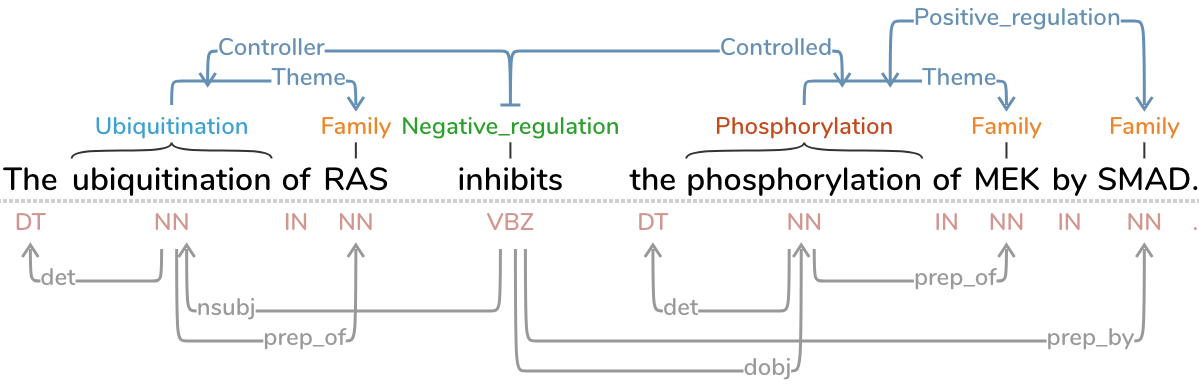 Positive_regulation
Controller Controlled
Theme Theme
Ubiquitination Family Negative_regulation Phosphorylation Family Family
The ubiquitination of RAS inhibits the phosphorylation of MEK by SMAD.
DT NN IN NN VBZ DT NN IN NN IN NN .
det prep_of
nsubj det
prep_of prep_by
dobj